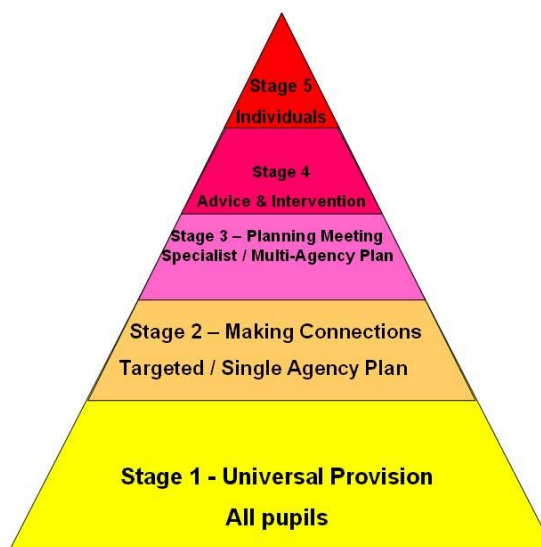 Stage 5
Individuals
Stage 4
Advice & Intervention
Stage 3 – Planning Meeting
Specialist / Multi-Agency Plan
Stage 2 – Making Connections
Targeted / Single Agency Plan
Stage 1 - Universal Provision
All pupils